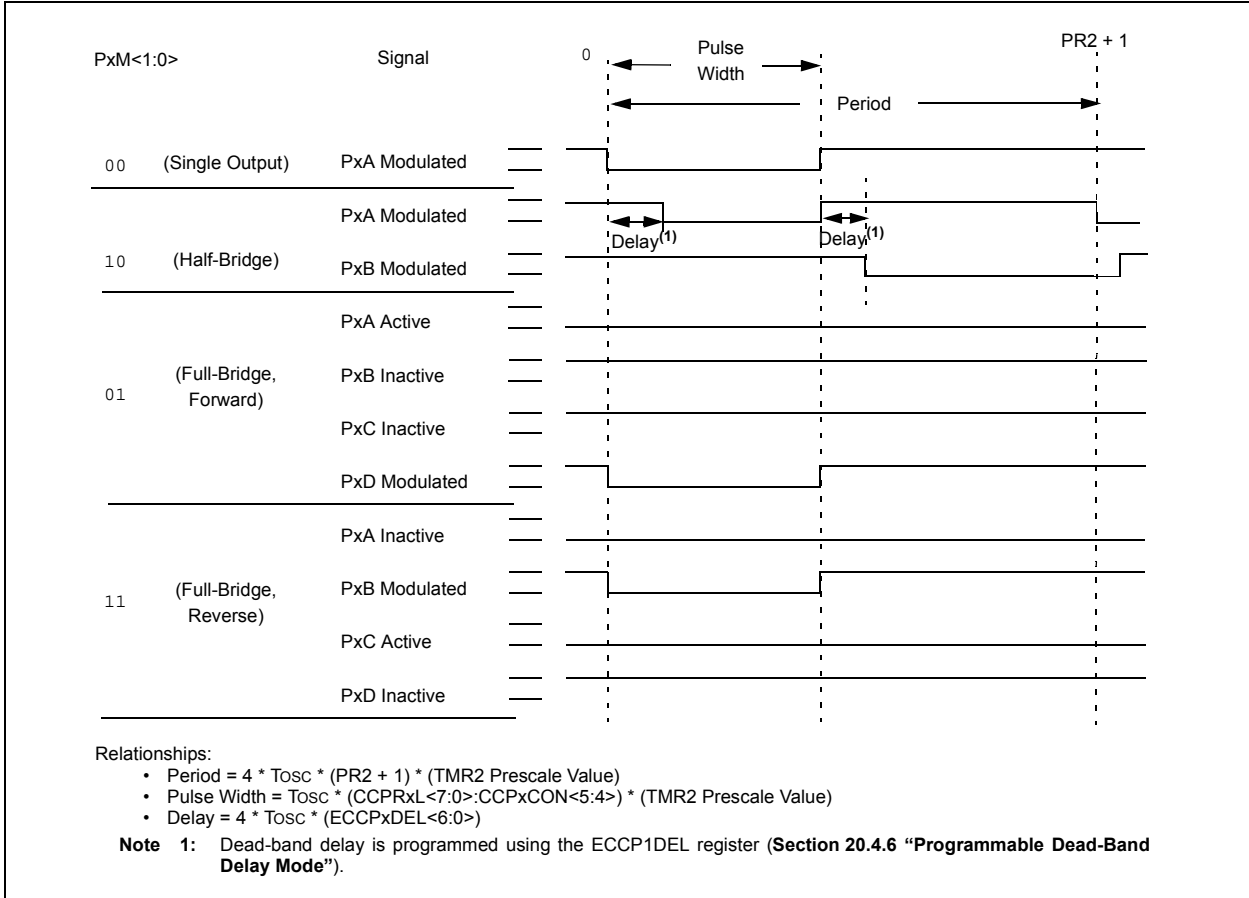 PxM<1:0> Signal 0 Pulse Width PR2 + 1
Period
00 (Single Output) PxA Modulated
PxA Modulated
Delay(1) Delay(1)
10 (Half-Bridge) PxB Modulated
PxA Active
01 (Full-Bridge, Forward) PxB Inactive
PxC Inactive
PxD Modulated
PxA Inactive
11 (Full-Bridge, Reverse) PxB Modulated
PxC Active
PxD Inactive
Relationships:
• Period = 4 * TOSC * (PR2 + 1) * (TMR2 Prescale Value)
• Pulse Width = TOSC * (CCPRxL<7:0>:CCPxCON<5:4>) * (TMR2 Prescale Value)
• Delay = 4 * TOSC * (ECCPxDEL<6:0>)
Note 1: Dead-band delay is programmed using the ECCP1DEL register (Section 20.4.6 “Programmable Dead-Band
Delay Mode”).